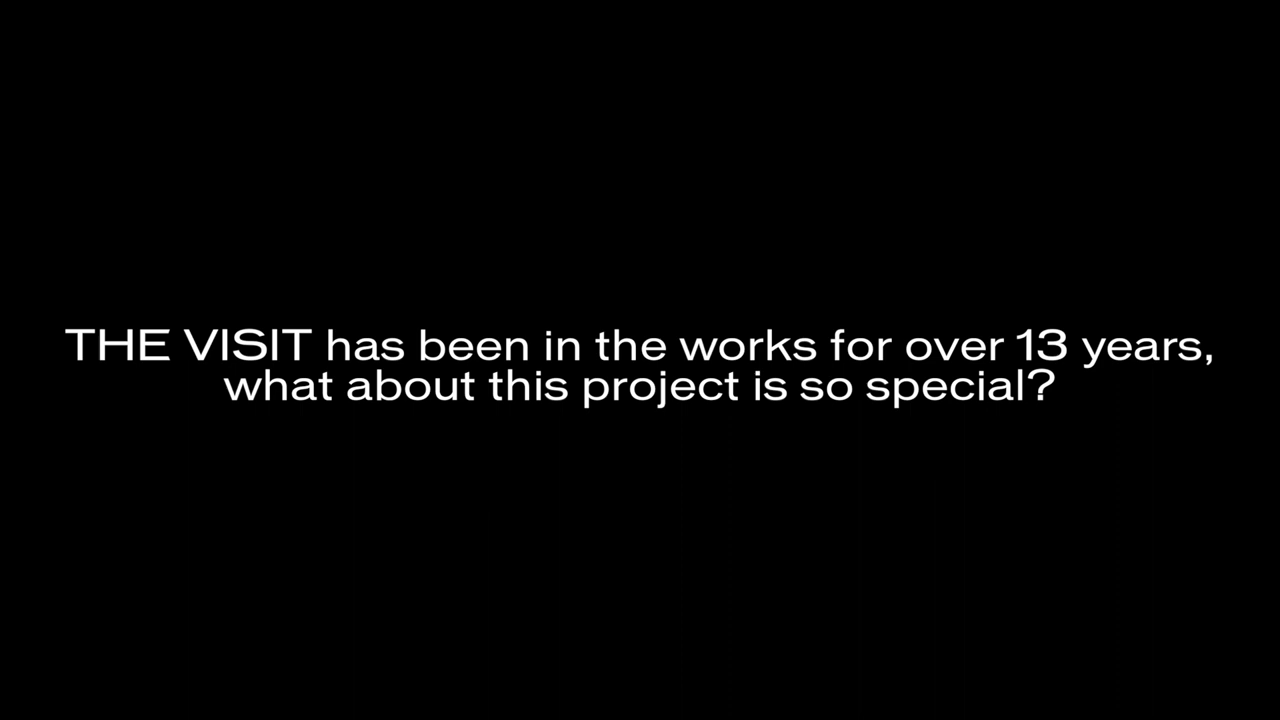 THE VISIT has been in the works for over 13 years,
what about this project is so special?